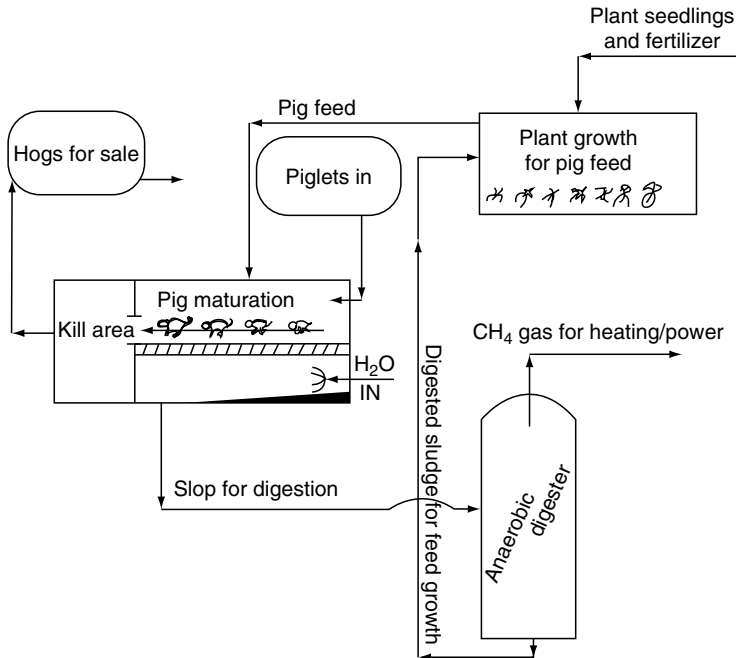 Plant seedlings
and fertilizer
Pig feed
Hogs for sale
Piglets in
Plant growth
for pig feed
Pig maturation
Kill area
H₂O
IN
CH₄ gas for heating/power
Digested sludge for feed growth
Slop for digestion
Anaerobic
digester